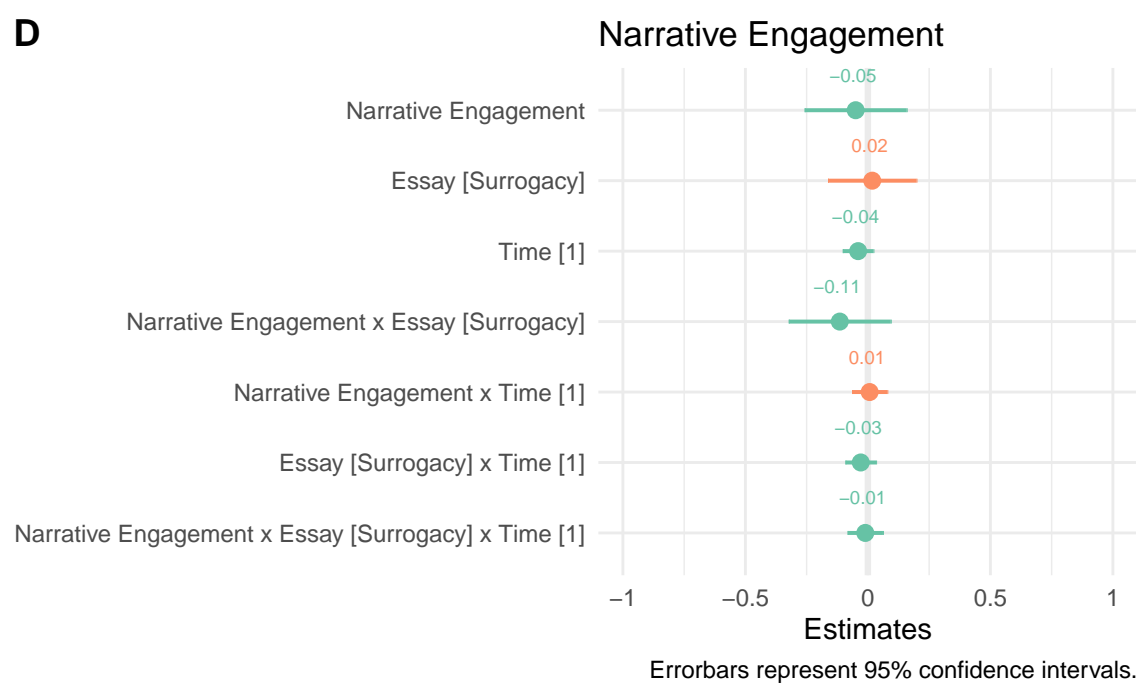 D
Narrative Engagement
−0.05
Narrative Engagement
0.02
Essay [Surrogacy]
−0.04
Time [1]
−0.11
Narrative Engagement x Essay [Surrogacy]
0.01
Narrative Engagement x Time [1]
−0.03
Essay [Surrogacy] x Time [1]
−0.01
Narrative Engagement x Essay [Surrogacy] x Time [1]
−1 −0.5 0 0.5 1
Estimates
Errorbars represent 95% confidence intervals.